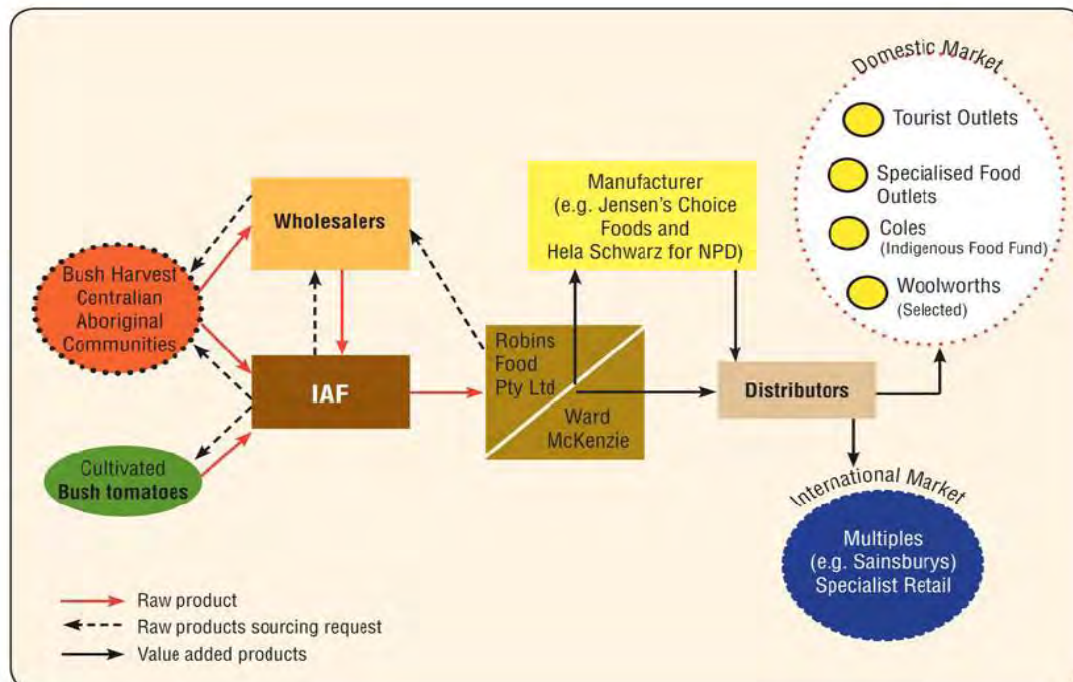 Domestic Market
Tourist Outlets
Specialised Food
Outlets
Coles
(Indigenous Food Fund)
Woolworths
(Selected)
Manufacturer
(e.g. Jensen's Choice
Foods and
Hela Schwarz for NPD)
Wholesalers
Bush Harvest
Centralian
Aboriginal
Communities
IAF
Robins
Food
Pty Ltd
Ward
McKenzie
Distributors
Cultivated
Bush tomatoes
International Market
Multiples
(e.g. Sainsburys)
Specialist Retail
Raw product
Raw products sourcing request
Value added products